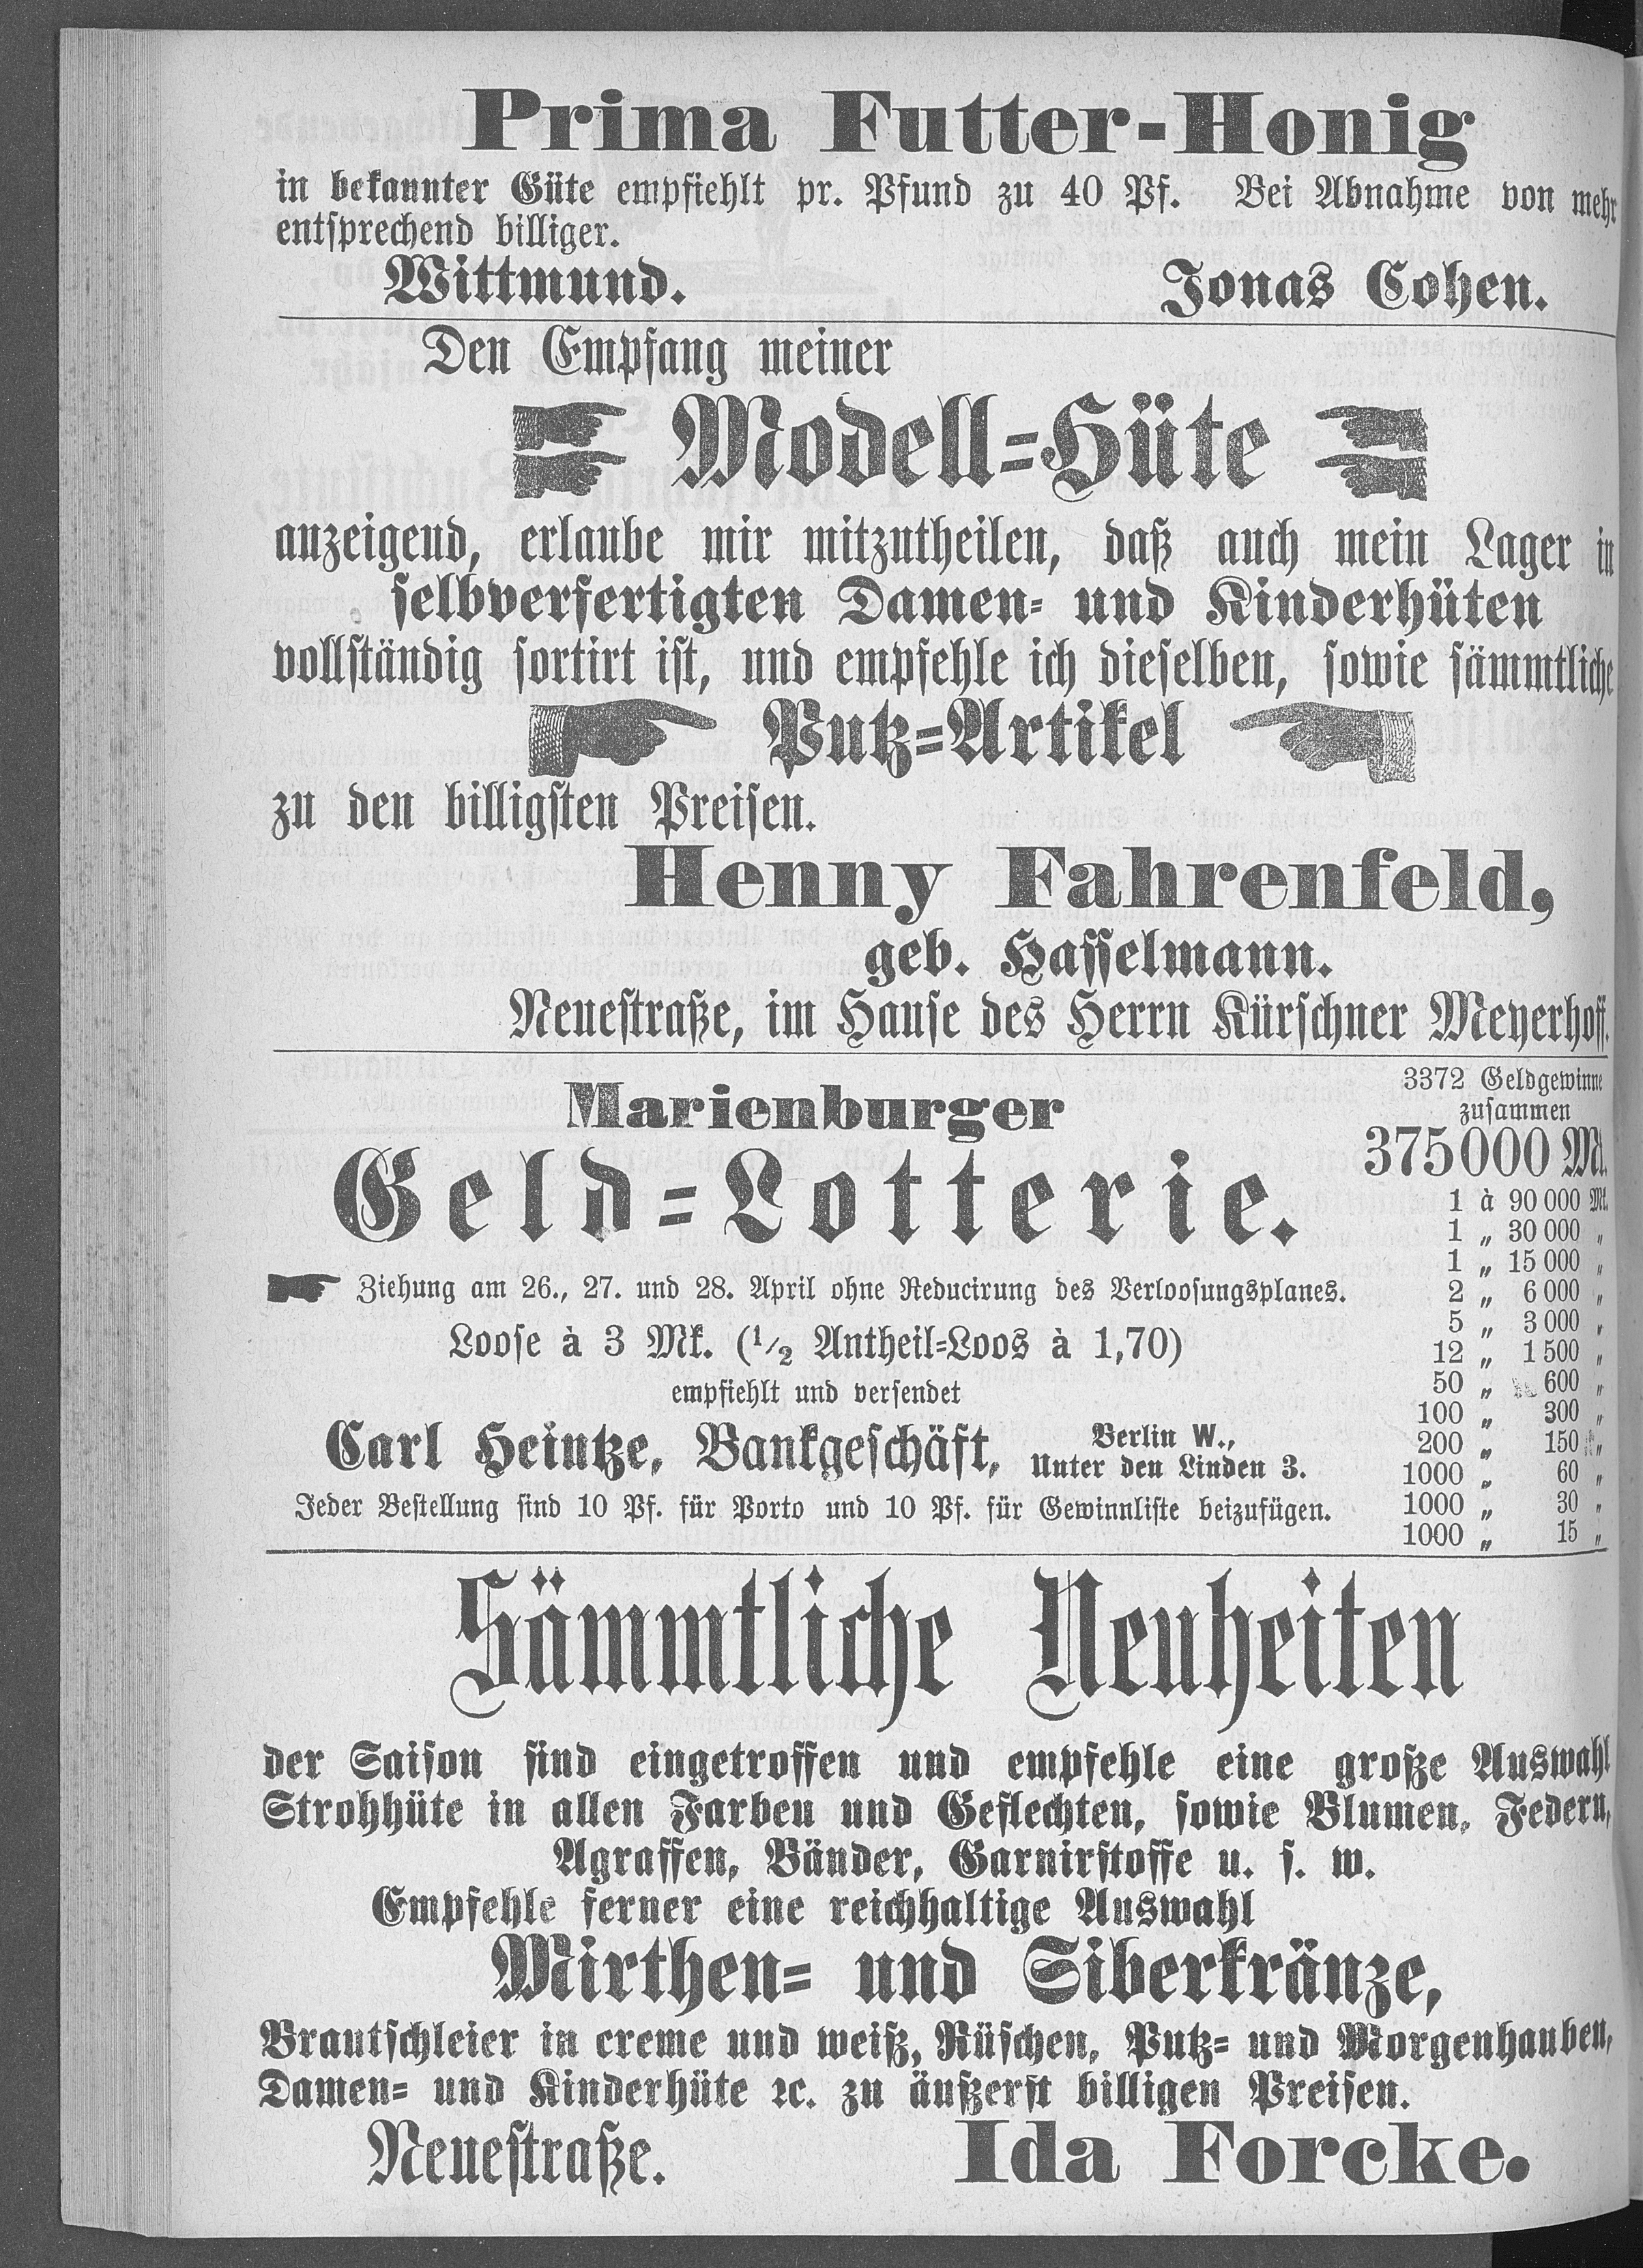 Prima Futter-Honig
in bekannter Güte empfiehlt pr. Pfund zu 40 Pf. Bei Abnahme von mehr
entsprechend billiger.
Wittmund. Jonas Cohen.
Den Empfang meiner
Modell=Hüte
anzeigend, erlaube mir mitzutheilen, daß auch mein Lager in
selbverfertigten Damen= und Kinderhüten
vollständig sortirt ist, und empfehle ich dieselben, sowie sämmtliche
Putz=Artikel
zu den billigsten Preisen.
Henny Fahrenfeld,
geb. Hasselmann.
Neuestraße, im Hause des Herrn Kürschner Meyerhoff.
Marienburger
Geld=Lotterie.
Ziehung am 26., 27. und 28. April ohne Reducirung des Verloosungsplanes.
Loose à 3 Mk. (1/2 Antheil=Loos à 1,70)
empfiehlt und versendet
Carl Heintze, Bankgeschäft, Berlin W.,
Unter den Linden 3.
Jeder Bestellung sind 10 Pf. für Porto und 10 Pf. für Gewinnliste beizufügen.
3372 Geldgewinne
zusammen
375000 M.
1 à 90 000 Mk.
1 „ 30 000 „
1 „ 15 000 „
2 „ 6 000 „
5 „ 3 000 „
12 „ 1 500 „
50 „ 600 „
100 „ 300 „
200 „ 150 „
1000 „ 60 „
1000 „ 30 „
1000 „ 15 „
Sämmtliche Neuheiten
der Saison sind eingetroffen und empfehle eine große Auswahl
Strohhüte in allen Farben und Geflechten, sowie Blumen, Federn,
Agraffen, Bänder, Garnirstoffe u. s. w.
Empfehle ferner eine reichhaltige Auswahl
Mirthen= und Siberkränze,
Brautschleier in creme und weiß, Rüschen, Putz= und Morgenhauben,
Damen= und Kinderhüte ꝛc. zu äußerst billigen Preisen.
Neuestraße. Ida Forcke.